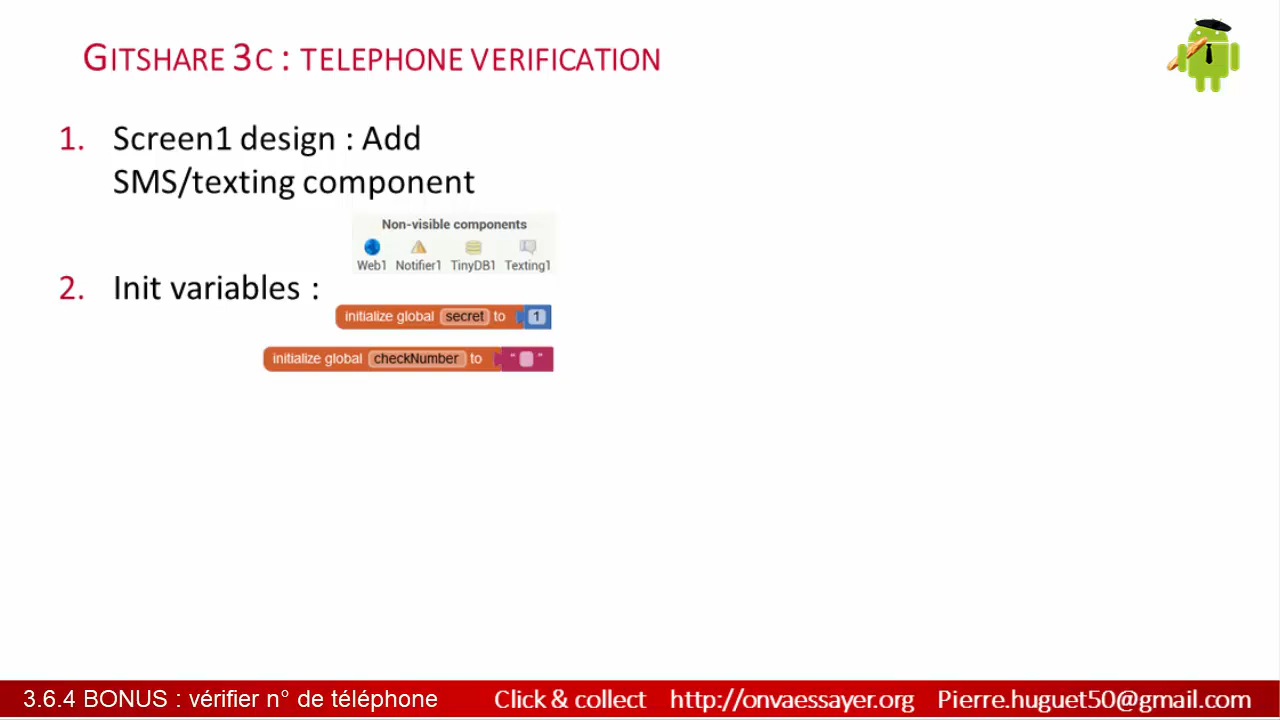 GITSHARE 3C : TELEPHONE VERIFICATION
1. Screen1 design : Add
SMS/texting component
Non-visible components
Web1 Notifier1 TinyDB1 Texting1
2. Init variables :
initialize global secret to 1
initialize global checkNumber to " "
3.6.4 BONUS : vérifier n° de téléphone Click & collect http://onvaessayer.org Pierre.huguet50@gmail.com